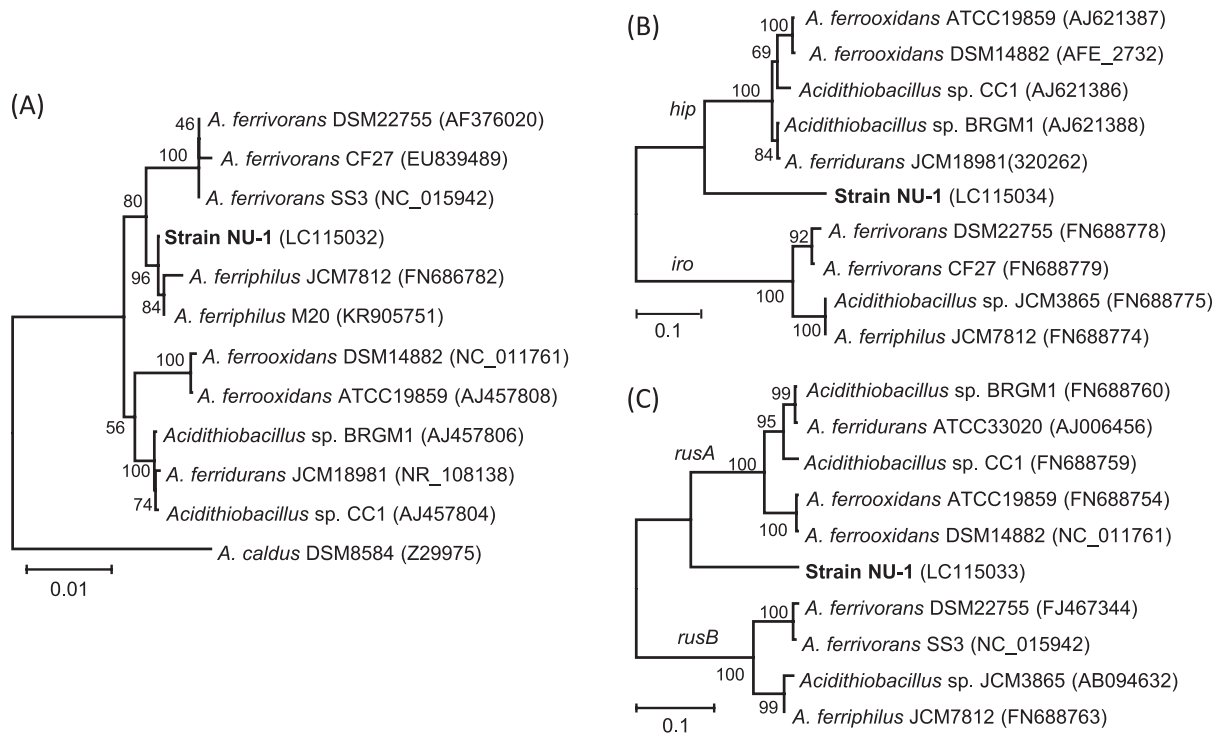 (A)
46
A. ferrivorans DSM22755 (AF376020)
100
A. ferrivorans CF27 (EU839489)
A. ferrivorans SS3 (NC_015942)
80
Strain NU-1 (LC115032)
96
A. ferriphilus JCM7812 (FN686782)
84
A. ferriphilus M20 (KR905751)
100
A. ferrooxidans DSM14882 (NC_011761)
A. ferrooxidans ATCC19859 (AJ457808)
56
Acidithiobacillus sp. BRGM1 (AJ457806)
100
A. ferridurans JCM18981 (NR_108138)
74
Acidithiobacillus sp. CC1 (AJ457804)
A. caldus DSM8584 (Z29975)
0.01
(B)
100
A. ferrooxidans ATCC19859 (AJ621387)
69
A. ferrooxidans DSM14882 (AFE_2732)
100
Acidithiobacillus sp. CC1 (AJ621386)
hip
Acidithiobacillus sp. BRGM1 (AJ621388)
84
A. ferridurans JCM18981(320262)
Strain NU-1 (LC115034)
92
A. ferrivorans DSM22755 (FN688778)
iro
A. ferrivorans CF27 (FN688779)
100
Acidithiobacillus sp. JCM3865 (FN688775)
100
A. ferriphilus JCM7812 (FN688774)
0.1
(C)
99
Acidithiobacillus sp. BRGM1 (FN688760)
95
A. ferridurans ATCC33020 (AJ006456)
rusA
100
Acidithiobacillus sp. CC1 (FN688759)
A. ferrooxidans ATCC19859 (FN688754)
100
A. ferrooxidans DSM14882 (NC_011761)
Strain NU-1 (LC115033)
100
A. ferrivorans DSM22755 (FJ467344)
rusB
A. ferrivorans SS3 (NC_015942)
100
Acidithiobacillus sp. JCM3865 (AB094632)
99
A. ferriphilus JCM7812 (FN688763)
0.1